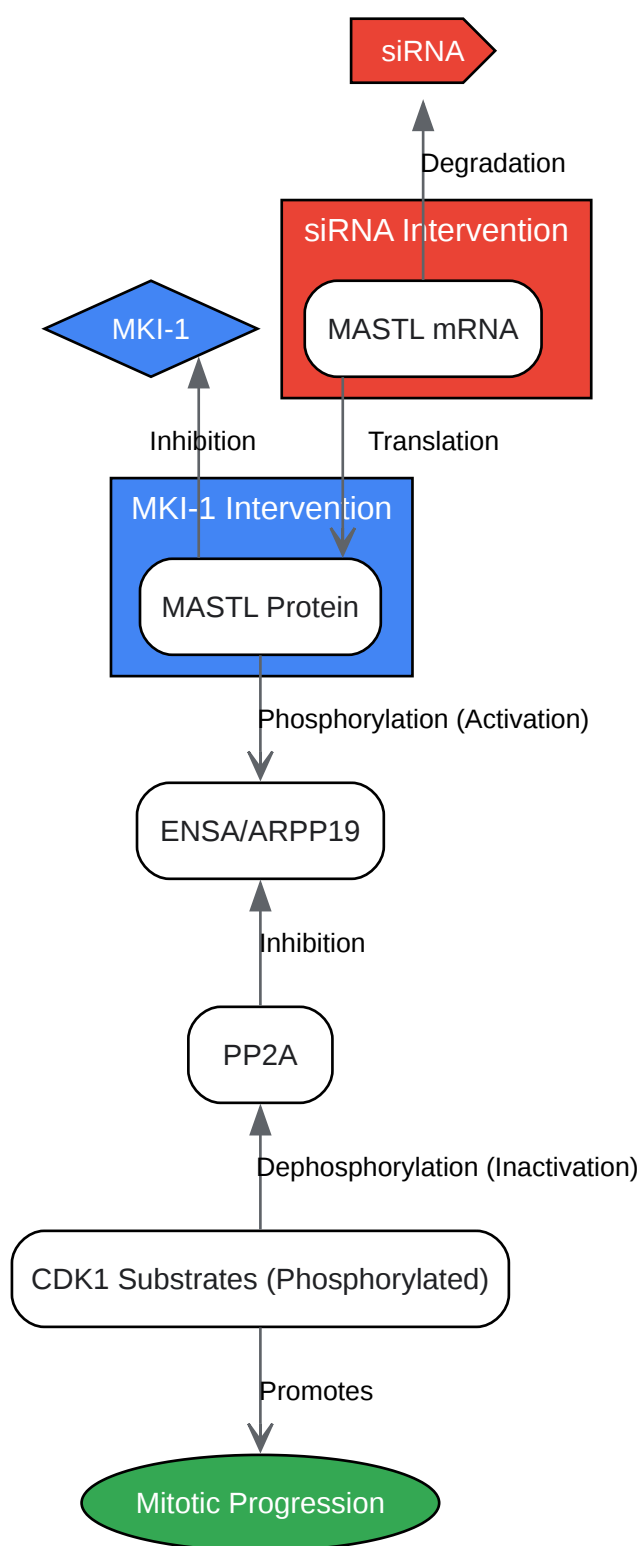 siRNA
Degradation
siRNA Intervention
MASTL mRNA
MKI-1
Inhibition
Translation
MKI-1 Intervention
MASTL Protein
Phosphorylation (Activation)
ENSA/ARPP19
Inhibition
PP2A
Dephosphorylation (Inactivation)
CDK1 Substrates (Phosphorylated)
Promotes
Mitotic Progression